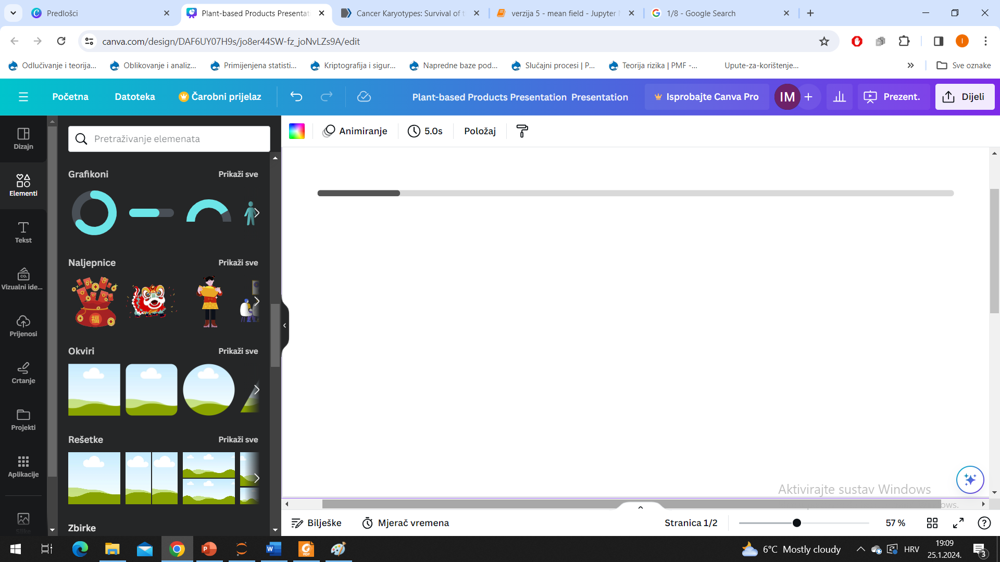 Predlošci
Plant-based Products Presentati
Cancer Karyotypes: Survival of t
verzija 5 - mean field - Jupyter N
1/8 - Google Search
canva.com/design/DAF6UY07H9s/jo8er44SW-fz_joNvLZs9A/edit
I
Odlučivanje i teorija...
Oblikovanje i analiz...
Primijenjena statisti...
Kriptografija i sigur...
Napredne baze pod...
Slučajni procesi | P...
Teorija rizika | PMF -...
Upute-za-korištenje...
Sve oznake
Početna
Datoteka
Čarobni prijelaz
Plant-based Products Presentation Presentation
Isprobajte Canva Pro
IM
Prezent.
Dijeli
Dizajn
Elementi
Tekst
Vizualni ide...
Prijenosi
Crtanje
Projekti
Aplikacije
Slike
Pretraživanje elemenata
Grafikoni
Prikaži sve
Naljepnice
Prikaži sve
福
Okviri
Prikaži sve
Rešetke
Prikaži sve
Zbirke
Animiranje
5.0s
Položaj
Aktivirajte sustav Windows
ows.
Bilješke
Mjerač vremena
Stranica 1/2
57 %
6°C Mostly cloudy
HRV
19:09
25.1.2024.
3